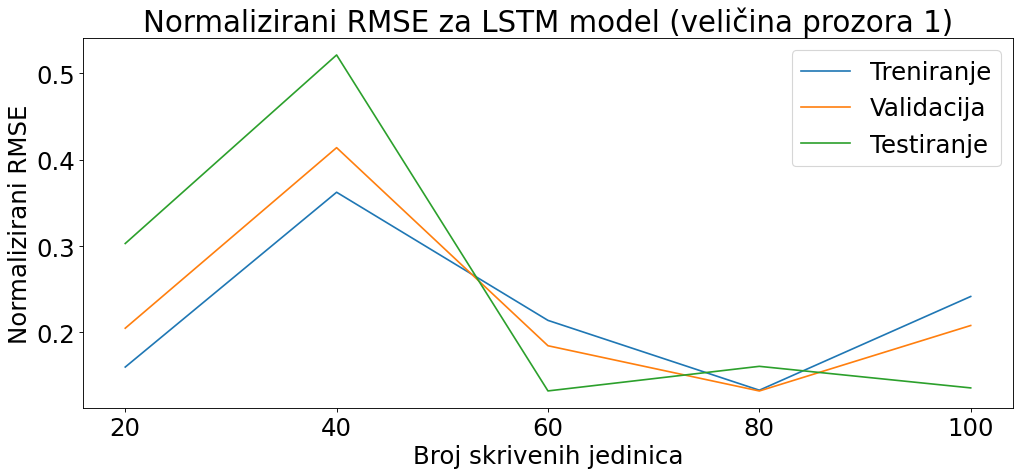 Normalizirani RMSE za LSTM model (veličina prozora 1)
Treniranje
Validacija
Testiranje
Normalizirani RMSE
0.5
0.4
0.3
0.2
20 40 60 80 100
Broj skrivenih jedinica